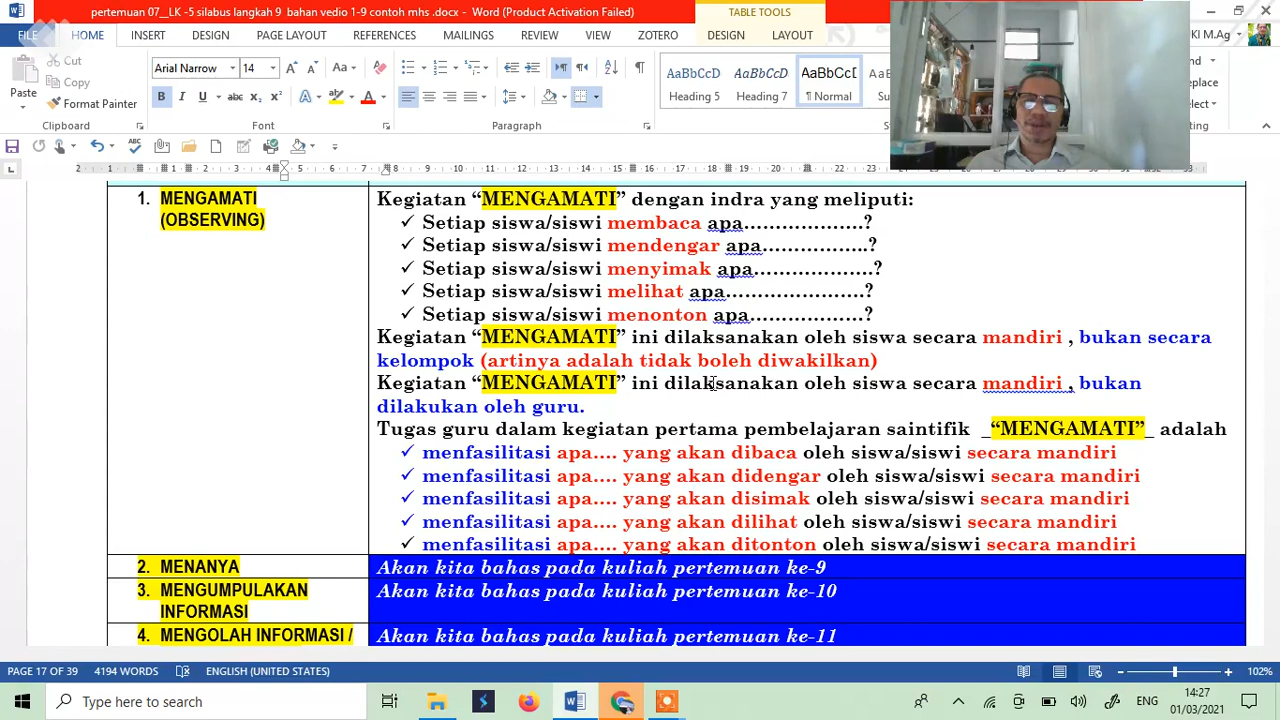 pertemuan 07__LK -5 silabus langkah 9 bahan vedio 1-9 contoh mhs .docx - Word (Product Activation Failed)
TABLE TOOLS
FILE HOME INSERT DESIGN PAGE LAYOUT REFERENCES MAILINGS REVIEW VIEW ZOTERO DESIGN LAYOUT KI M.Ag
Cut
Copy
Format Painter
Paste
Clipboard
Arial Narrow 14
Font
Paragraph
AaBbCcD AaBbCcD AaBbCcD
Heading 5 Heading 7 ¶ Normal
1. MENGAMATI (OBSERVING)
Kegiatan “MENGAMATI” dengan indra yang meliputi:
✓ Setiap siswa/siswi membaca apa………………….?
✓ Setiap siswa/siswi mendengar apa………………..?
✓ Setiap siswa/siswi menyimak apa………………….?
✓ Setiap siswa/siswi melihat apa…………………….?
✓ Setiap siswa/siswi menonton apa………………….?
Kegiatan “MENGAMATI” ini dilaksanakan oleh siswa secara mandiri , bukan secara
kelompok (artinya adalah tidak boleh diwakilkan)
Kegiatan “MENGAMATI” ini dilaksanakan oleh siswa secara mandiri , bukan
dilakukan oleh guru.
Tugas guru dalam kegiatan pertama pembelajaran saintifik _“MENGAMATI”_ adalah
✓ menfasilitasi apa…. yang akan dibaca oleh siswa/siswi secara mandiri
✓ menfasilitasi apa…. yang akan didengar oleh siswa/siswi secara mandiri
✓ menfasilitasi apa…. yang akan disimak oleh siswa/siswi secara mandiri
✓ menfasilitasi apa…. yang akan dilihat oleh siswa/siswi secara mandiri
✓ menfasilitasi apa…. yang akan ditonton oleh siswa/siswi secara mandiri
2. MENANYA Akan kita bahas pada kuliah pertemuan ke-9
3. MENGUMPULAKAN Akan kita bahas pada kuliah pertemuan ke-10
INFORMASI
4. MENGOLAH INFORMASI / Akan kita bahas pada kuliah pertemuan ke-11
PAGE 17 OF 39 4194 WORDS ENGLISH (UNITED STATES) 102%
Type here to search ENG 14:27
01/03/2021